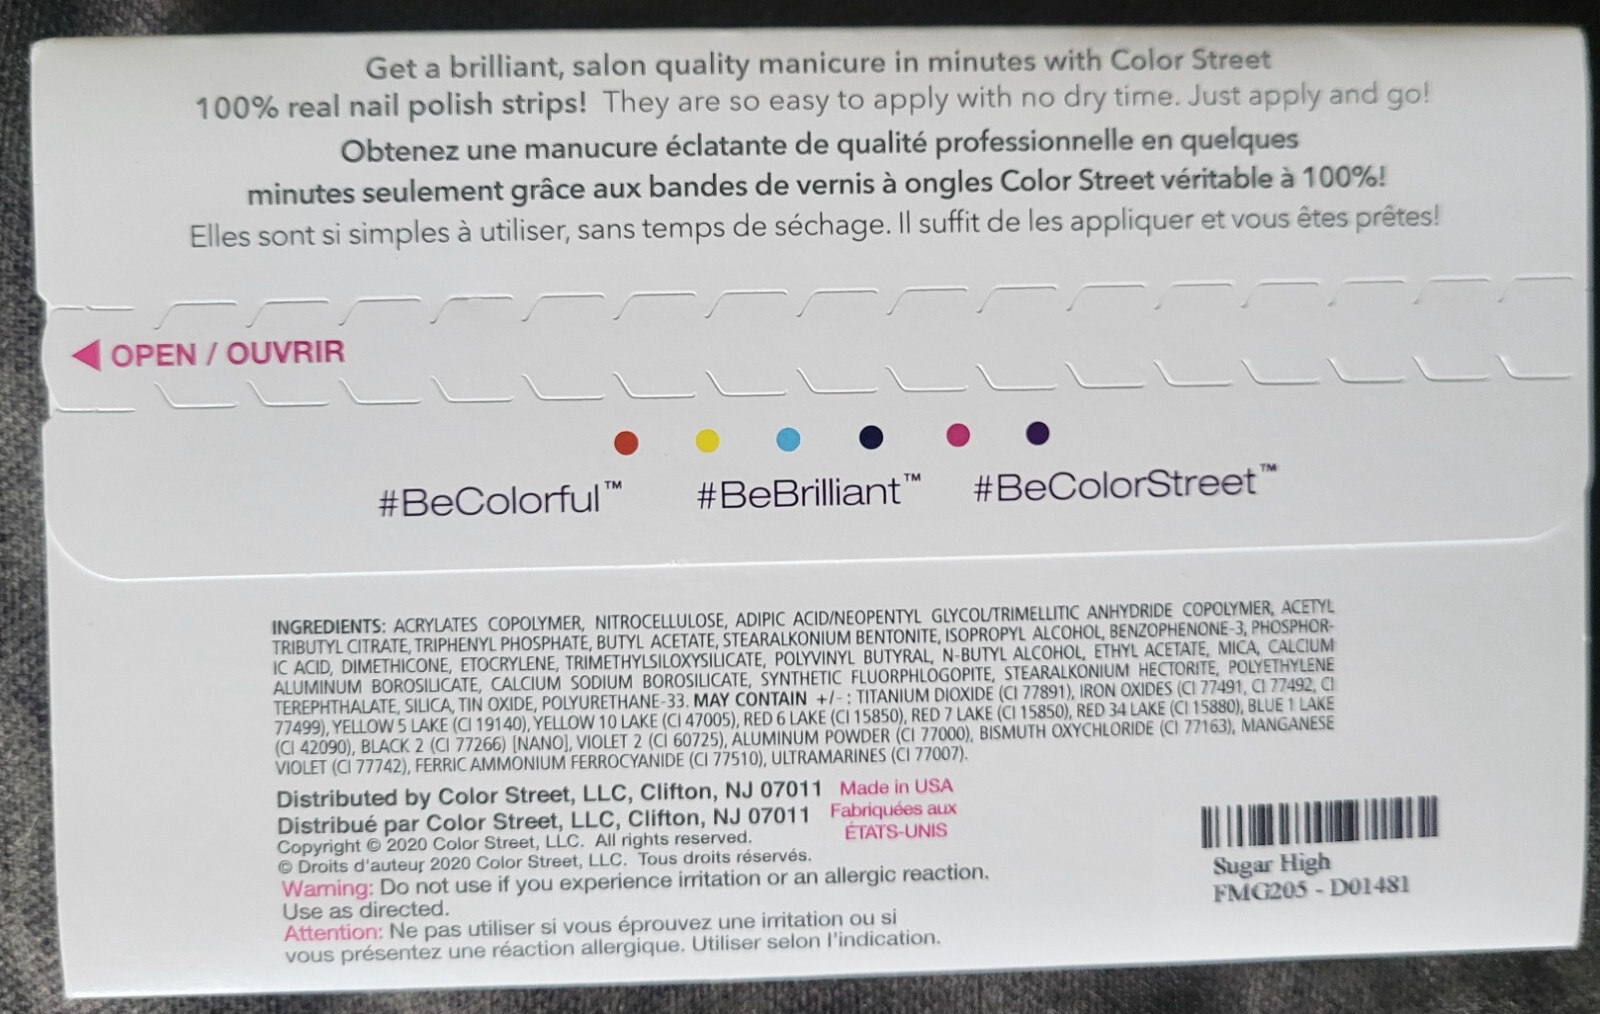 Get a brilliant, salon quality manicure in minutes with Color Street
100% real nail polish strips! They are so easy to apply with no dry time. Just apply and go!
Obtenez une manucure éclatante de qualité professionnelle en quelques
minutes seulement grâce aux bandes de vernis à ongles Color Street véritable à 100%!
Elles sont si simples à utiliser, sans temps de séchage. Il suffit de les appliquer et vous êtes prêtes!
OPEN / OUVRIR
#BeColorful™ #BeBrilliant™ #BeColorStreet™
INGREDIENTS: ACRYLATES COPOLYMER, NITROCELLULOSE, ADIPIC ACID/NEOPENTYL GLYCOL/TRIMELLITIC ANHYDRIDE COPOLYMER, ACETYL
TRIBUTYL CITRATE, TRIPHENYL PHOSPHATE, BUTYL ACETATE, STEARALKONIUM BENTONITE, ISOPROPYL ALCOHOL, BENZOPHENONE-3, PHOSPHOR-
IC ACID, DIMETHICONE, ETOCRYLENE, TRIMETHYLSILOXYSILICATE, POLYVINYL BUTYRAL, N-BUTYL ALCOHOL, ETHYL ACETATE, MICA, CALCIUM
ALUMINUM BOROSILICATE, CALCIUM SODIUM BOROSILICATE, SYNTHETIC FLUORPHLOGOPITE, STEARALKONIUM HECTORITE, POLYETHYLENE
TEREPHTHALATE, SILICA, TIN OXIDE, POLYURETHANE-33. MAY CONTAIN +/- : TITANIUM DIOXIDE (CI 77891), IRON OXIDES (CI 77491, CI 77492, CI
77499), YELLOW 5 LAKE (CI 19140), YELLOW 10 LAKE (CI 47005), RED 6 LAKE (CI 15850), RED 7 LAKE (CI 15850), RED 34 LAKE (CI 15880), BLUE 1 LAKE
(CI 42090), BLACK 2 (CI 77266) [NANO], VIOLET 2 (CI 60725), ALUMINUM POWDER (CI 77000), BISMUTH OXYCHLORIDE (CI 77163), MANGANESE
VIOLET (CI 77742), FERRIC AMMONIUM FERROCYANIDE (CI 77510), ULTRAMARINES (CI 77007).
Distributed by Color Street, LLC, Clifton, NJ 07011
Distribué par Color Street, LLC, Clifton, NJ 07011
Made in USA
Fabriquées aux
ÉTATS-UNIS
Copyright © 2020 Color Street, LLC. All rights reserved.
© Droits d'auteur 2020 Color Street, LLC. Tous droits réservés.
Warning: Do not use if you experience irritation or an allergic reaction.
Use as directed.
Attention: Ne pas utiliser si vous éprouvez une irritation ou si
vous présentez une réaction allergique. Utiliser selon l'indication.
Sugar High
FMG205 - D01481